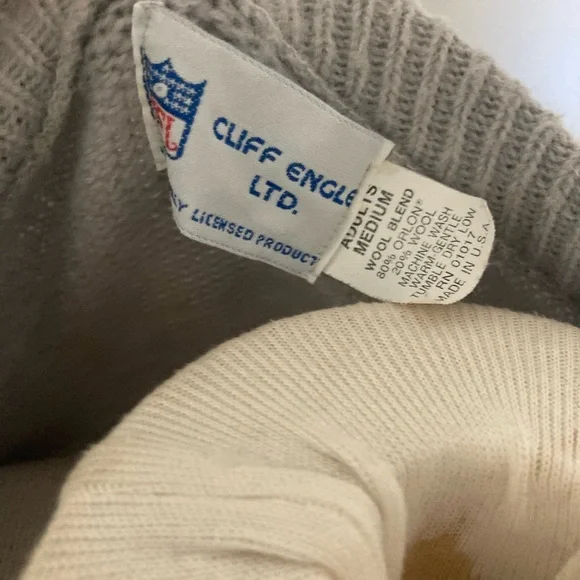 NFL
CLIFF ENGLE
LTD.
LICENSED PRODUCT
ADULTS
MEDIUM
WOOL BLEND
80% ORLON®
20% WOOL
MACHINE WASH
WARM-GENTLE
TUMBLE DRY LOW
RN 01017
MADE IN U.S.A.